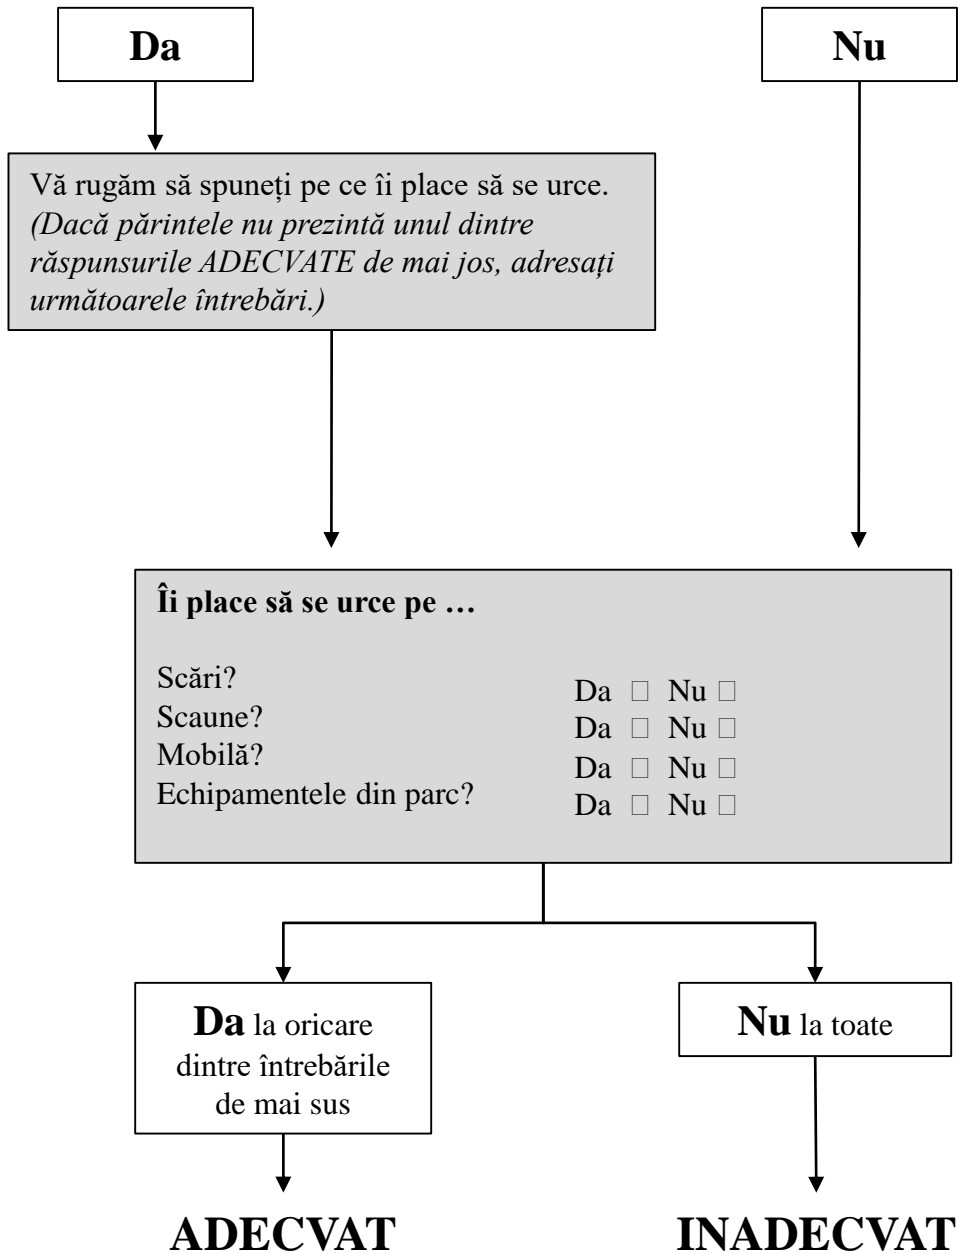 Da
Nu
Vă rugăm să spuneți pe ce îi place să se urce.
(Dacă părintele nu prezintă unul dintre
răspunsurile ADECVATE de mai jos, adresați
următoarele întrebări.)
Îi place să se urce pe …
Scări? Da □ Nu □
Scaune? Da □ Nu □
Mobilă? Da □ Nu □
Echipamentele din parc? Da □ Nu □
Da la oricare
dintre întrebările
de mai sus
Nu la toate
ADECVAT
INADECVAT